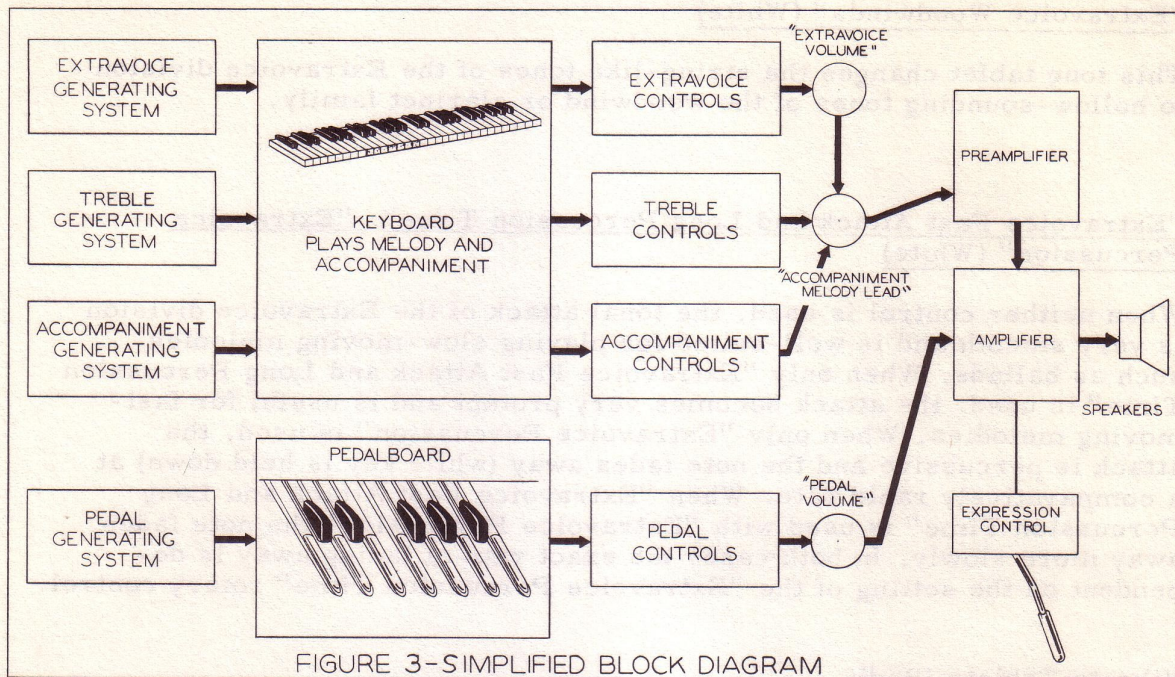 EXTRAVOICE
GENERATING
SYSTEM
EXTRAVOICE
CONTROLS
"EXTRAVOICE
VOLUME"
PREAMPLIFIER
TREBLE
GENERATING
SYSTEM
KEYBOARD
PLAYS MELODY AND
ACCOMPANIMENT
TREBLE
CONTROLS
"ACCOMPANIMENT
MELODY LEAD"
ACCOMPANIMENT
GENERATING
SYSTEM
ACCOMPANIMENT
CONTROLS
AMPLIFIER
SPEAKERS
PEDALBOARD
PEDAL
GENERATING
SYSTEM
PEDAL
CONTROLS
"PEDAL
VOLUME"
EXPRESSION
CONTROL
FIGURE 3-SIMPLIFIED BLOCK DIAGRAM